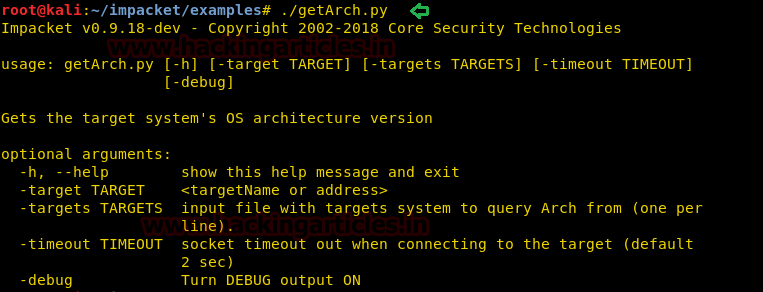 root@kali:~/impacket/examples# ./getArch.py
Impacket v0.9.18-dev - Copyright 2002-2018 Core Security Technologies
www.hackingarticles.in
usage: getArch.py [-h] [-target TARGET] [-targets TARGETS] [-timeout TIMEOUT]
[-debug]
Gets the target system's OS architecture version
optional arguments:
-h, --help show this help message and exit
-target TARGET <targetName or address>
-targets TARGETS input file with targets system to query Arch from (one per
line).
www.hackingarticles.in
-timeout TIMEOUT socket timeout out when connecting to the target (default
2 sec)
-debug Turn DEBUG output ON